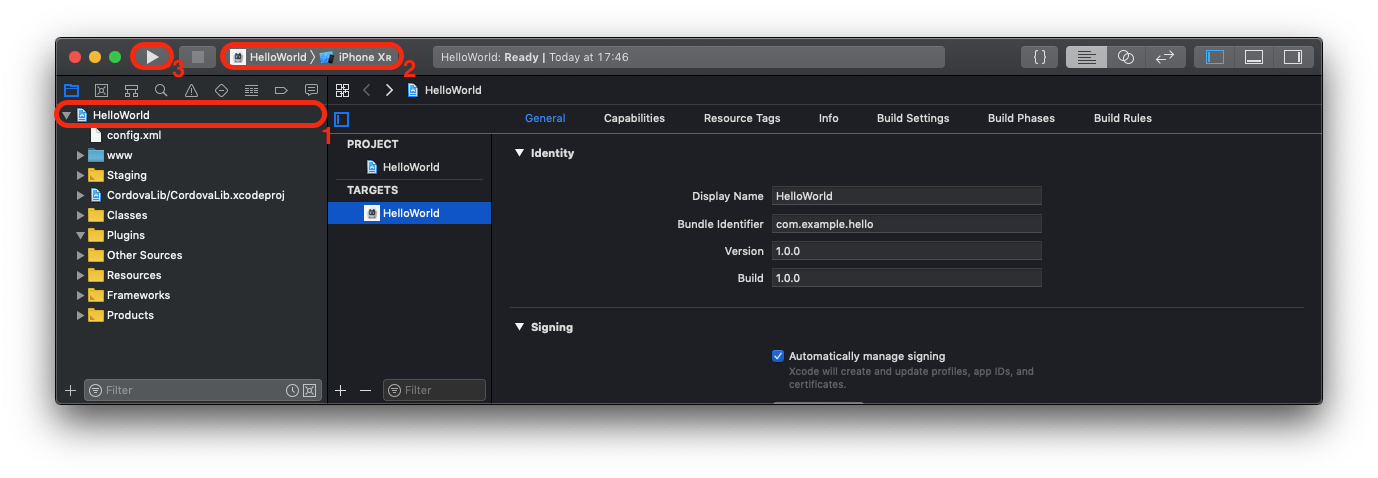 3
HelloWorld
iPhone XR
2
HelloWorld: Ready | Today at 17:46
{ }
HelloWorld
HelloWorld
1
config.xml
www
Staging
CordovaLib/CordovaLib.xcodeproj
Classes
Plugins
Other Sources
Resources
Frameworks
Products
Filter
General Capabilities Resource Tags Info Build Settings Build Phases Build Rules
PROJECT
HelloWorld
TARGETS
HelloWorld
Filter
Identity
Display Name HelloWorld
Bundle Identifier com.example.hello
Version 1.0.0
Build 1.0.0
Signing
Automatically manage signing
Xcode will create and update profiles, app IDs, and
certificates.